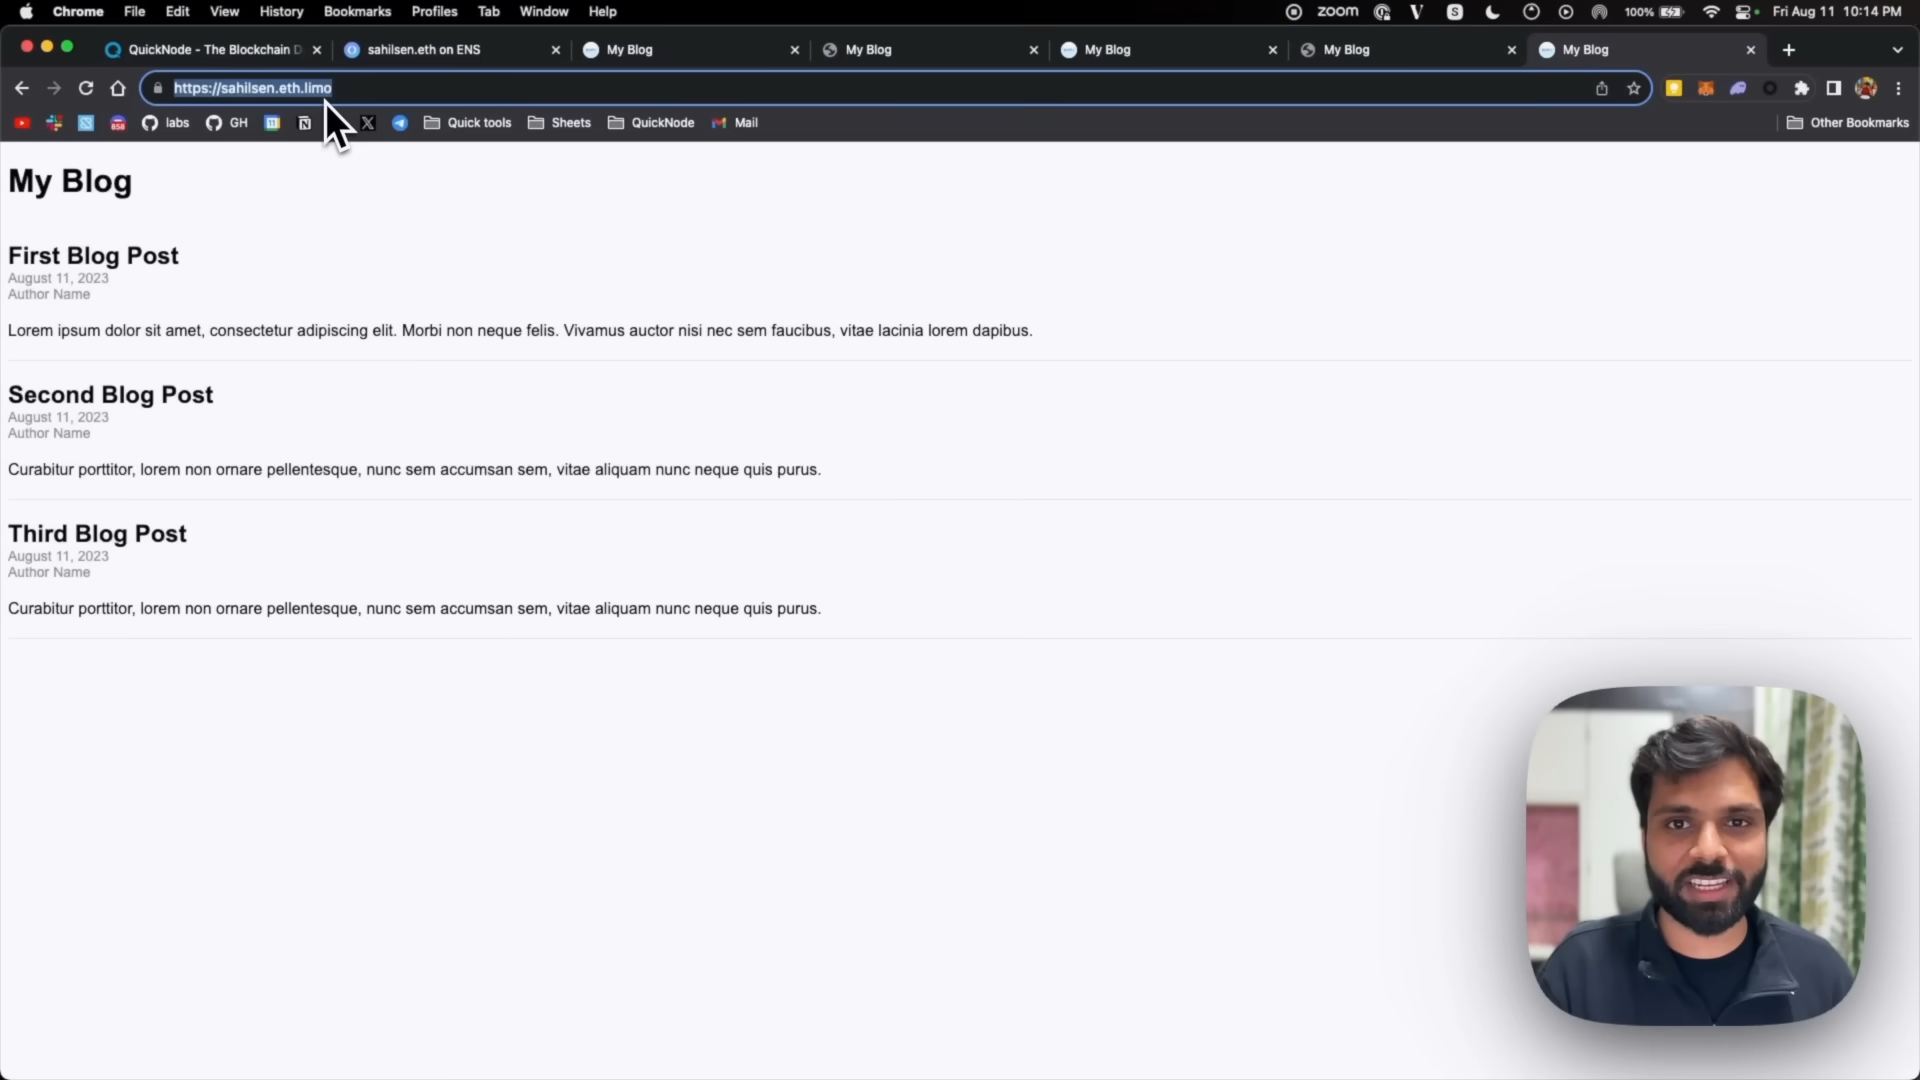 Chrome File Edit View History Bookmarks Profiles Tab Window Help zoom V S 100% Fri Aug 11 10:14 PM
QuickNode - The Blockchain D sahilsen.eth on ENS My Blog My Blog My Blog My Blog My Blog
https://sahilsen.eth.limo
labs GH Quick tools Sheets QuickNode Mail Other Bookmarks
My Blog
First Blog Post
August 11, 2023
Author Name
Lorem ipsum dolor sit amet, consectetur adipiscing elit. Morbi non neque felis. Vivamus auctor nisi nec sem faucibus, vitae lacinia lorem dapibus.
Second Blog Post
August 11, 2023
Author Name
Curabitur porttitor, lorem non ornare pellentesque, nunc sem accumsan sem, vitae aliquam nunc neque quis purus.
Third Blog Post
August 11, 2023
Author Name
Curabitur porttitor, lorem non ornare pellentesque, nunc sem accumsan sem, vitae aliquam nunc neque quis purus.